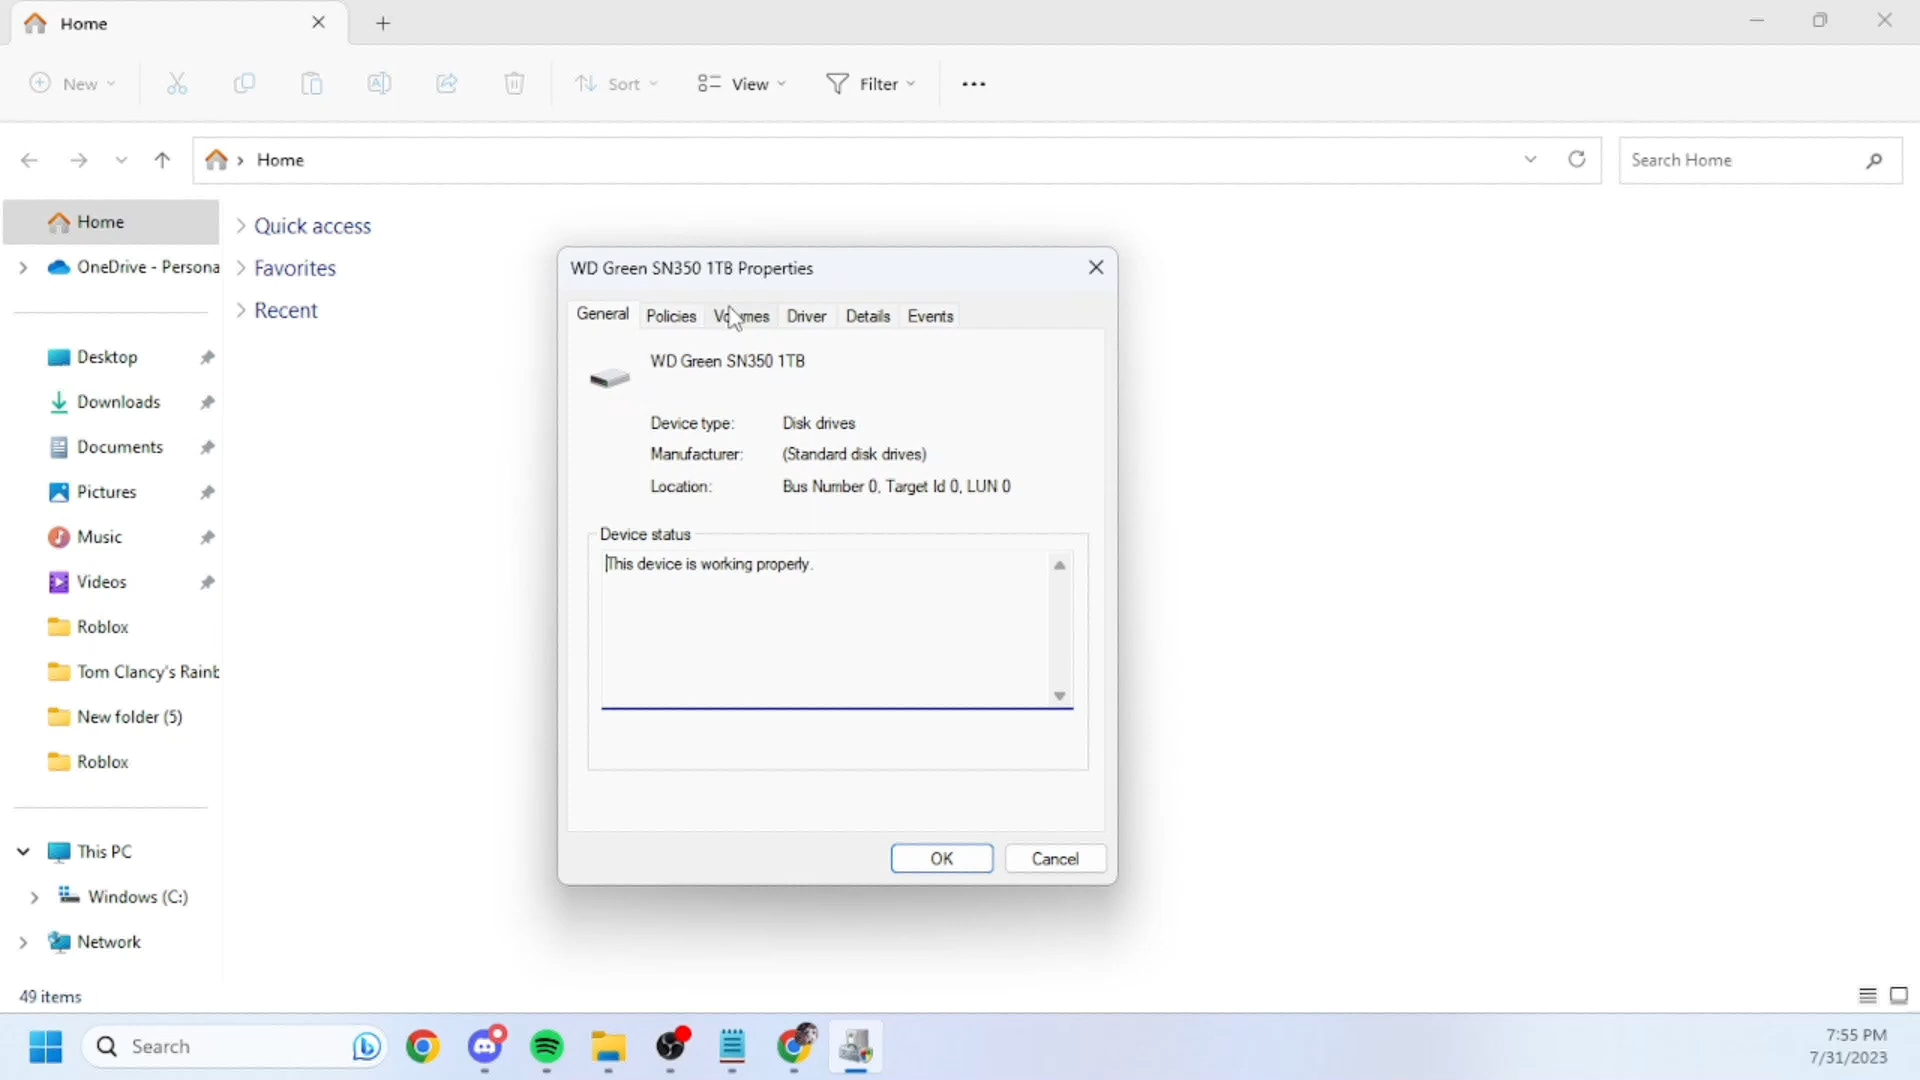 Home
New
Sort
View
Filter
Home
Search Home
Home
OneDrive - Persona
Desktop
Downloads
Documents
Pictures
Music
Videos
Roblox
Tom Clancy's Rainb
New folder (5)
Roblox
This PC
Windows (C:)
Network
Quick access
Favorites
Recent
WD Green SN350 1TB Properties
General Policies Volumes Driver Details Events
WD Green SN350 1TB
Device type: Disk drives
Manufacturer: (Standard disk drives)
Location: Bus Number 0, Target Id 0, LUN 0
Device status
This device is working properly.
OK Cancel
49 items
Search
7:55 PM
7/31/2023